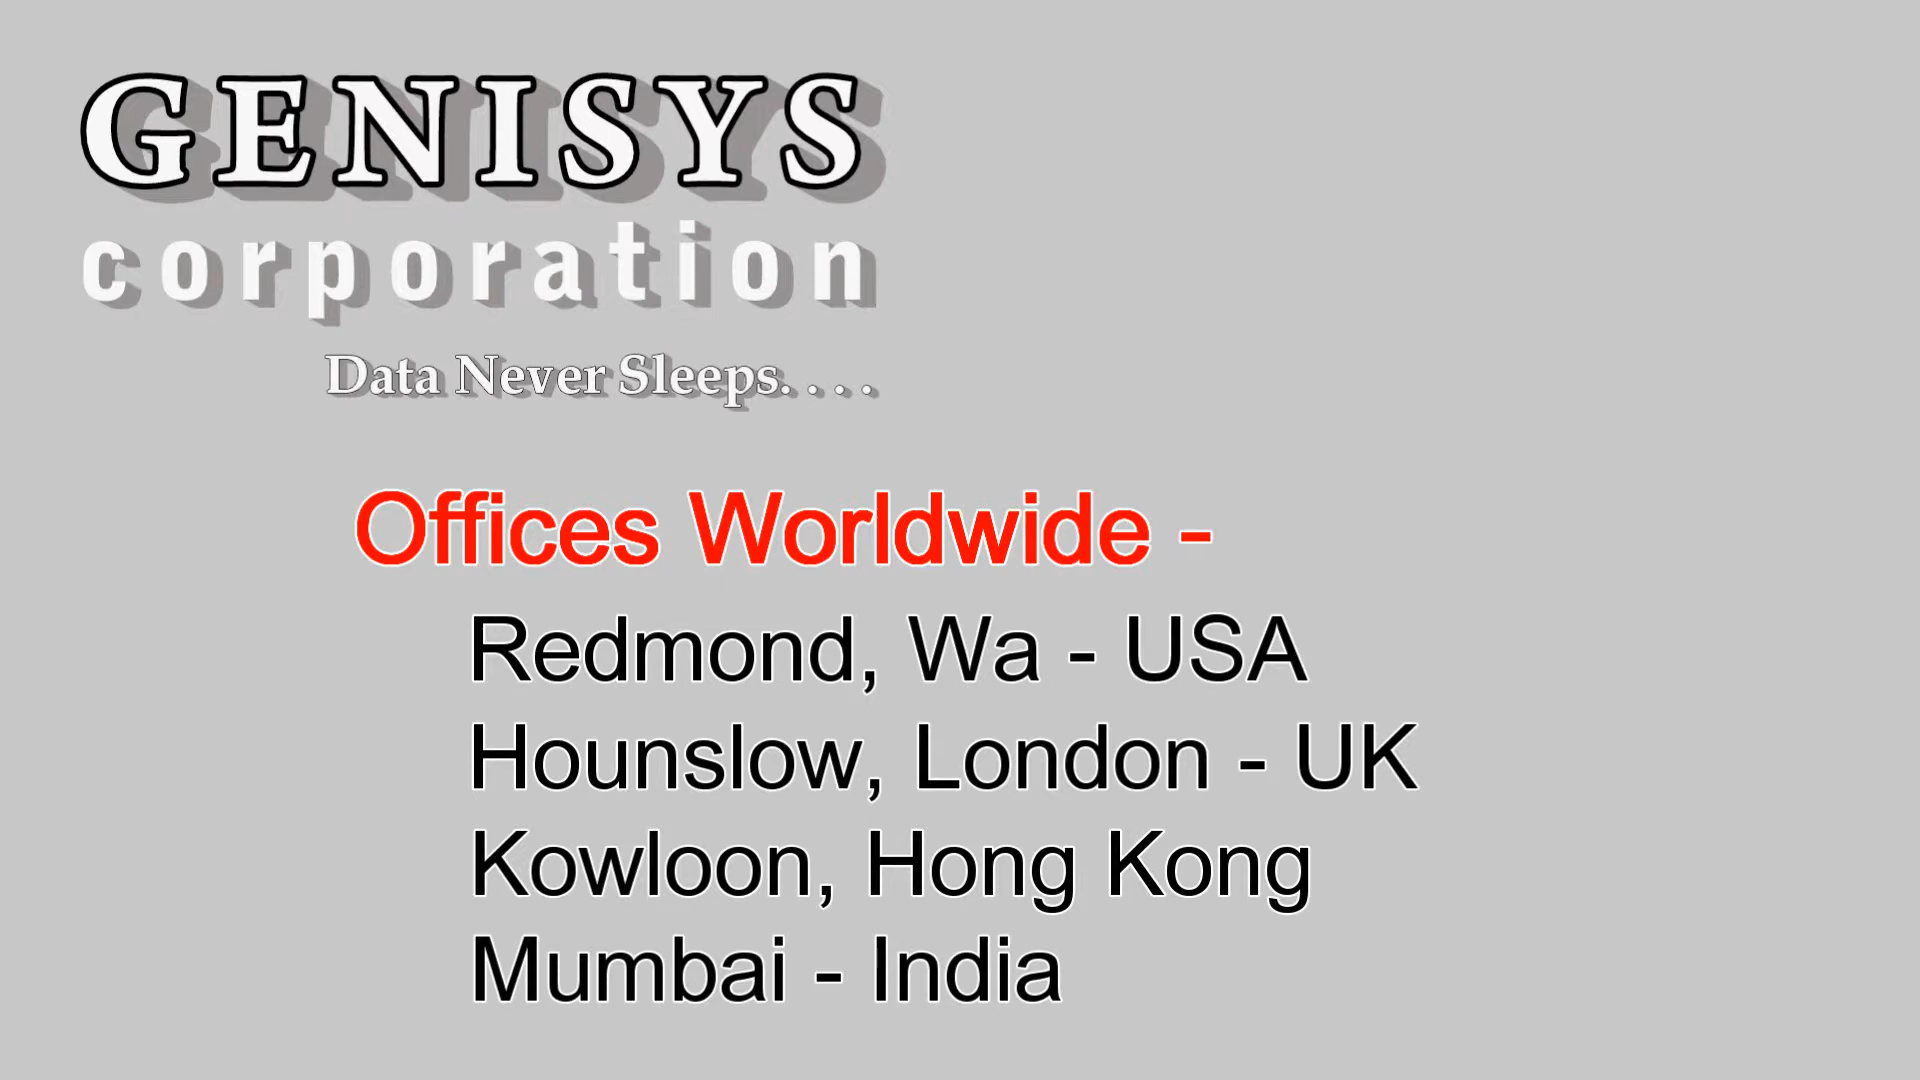 GENISYS
corporation
Data Never Sleeps. . . .
Offices Worldwide -
Redmond, Wa - USA
Hounslow, London - UK
Kowloon, Hong Kong
Mumbai - India